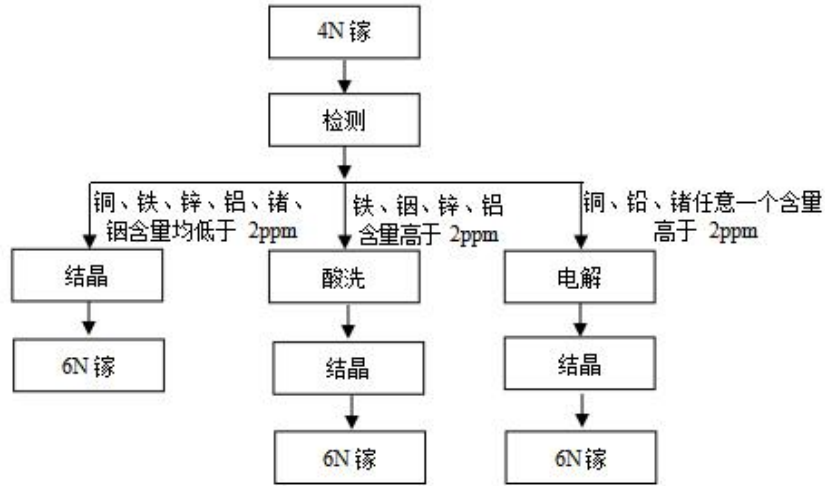 4N 镓
检测
铜、铁、锌、铝、锗、
铟含量均低于 2ppm
铁、铟、锌、铝
含量高于 2ppm
铜、铅、锗任意一个含量
高于 2ppm
结晶
酸洗
电解
6N 镓
结晶
结晶
6N 镓
6N 镓